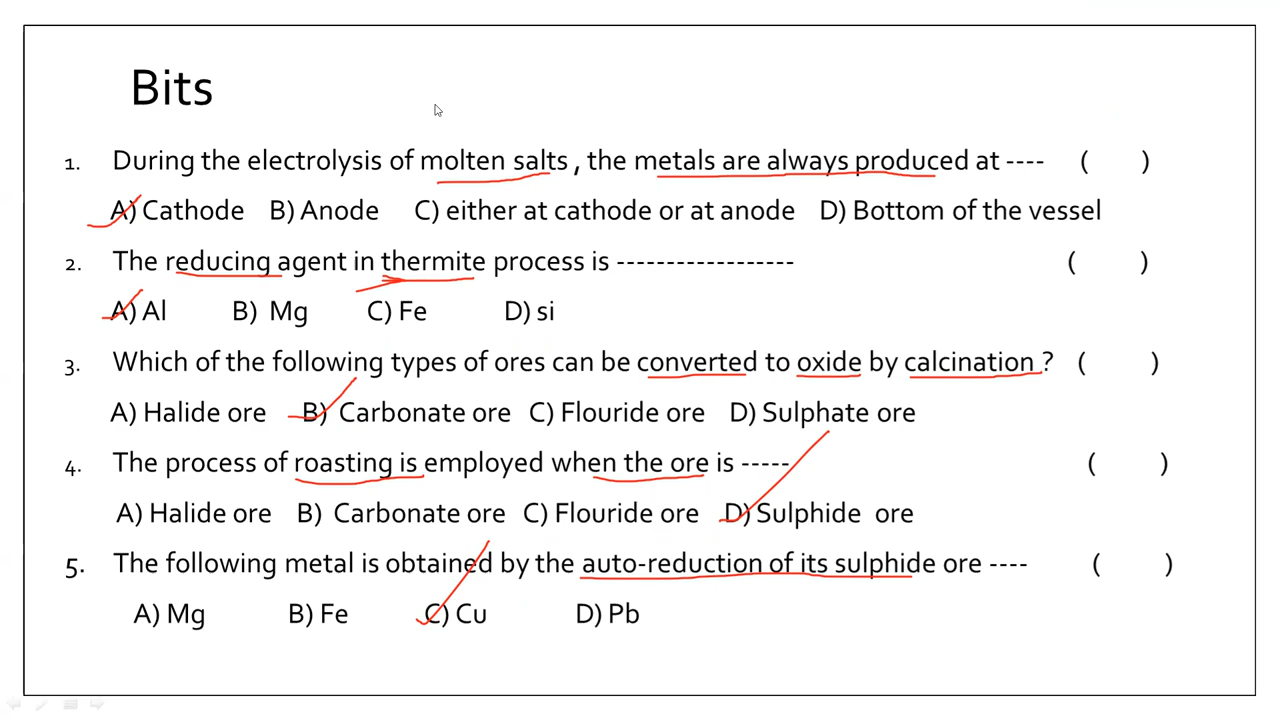 Bits
1. During the electrolysis of molten salts , the metals are always produced at ---- ( )
A) Cathode B) Anode C) either at cathode or at anode D) Bottom of the vessel
2. The reducing agent in thermite process is ------------------ ( )
A) Al B) Mg C) Fe D) si
3. Which of the following types of ores can be converted to oxide by calcination ? ( )
A) Halide ore B) Carbonate ore C) Flouride ore D) Sulphate ore
4. The process of roasting is employed when the ore is ----- ( )
A) Halide ore B) Carbonate ore C) Flouride ore D) Sulphide ore
5. The following metal is obtained by the auto-reduction of its sulphide ore ---- ( )
A) Mg B) Fe C) Cu D) Pb